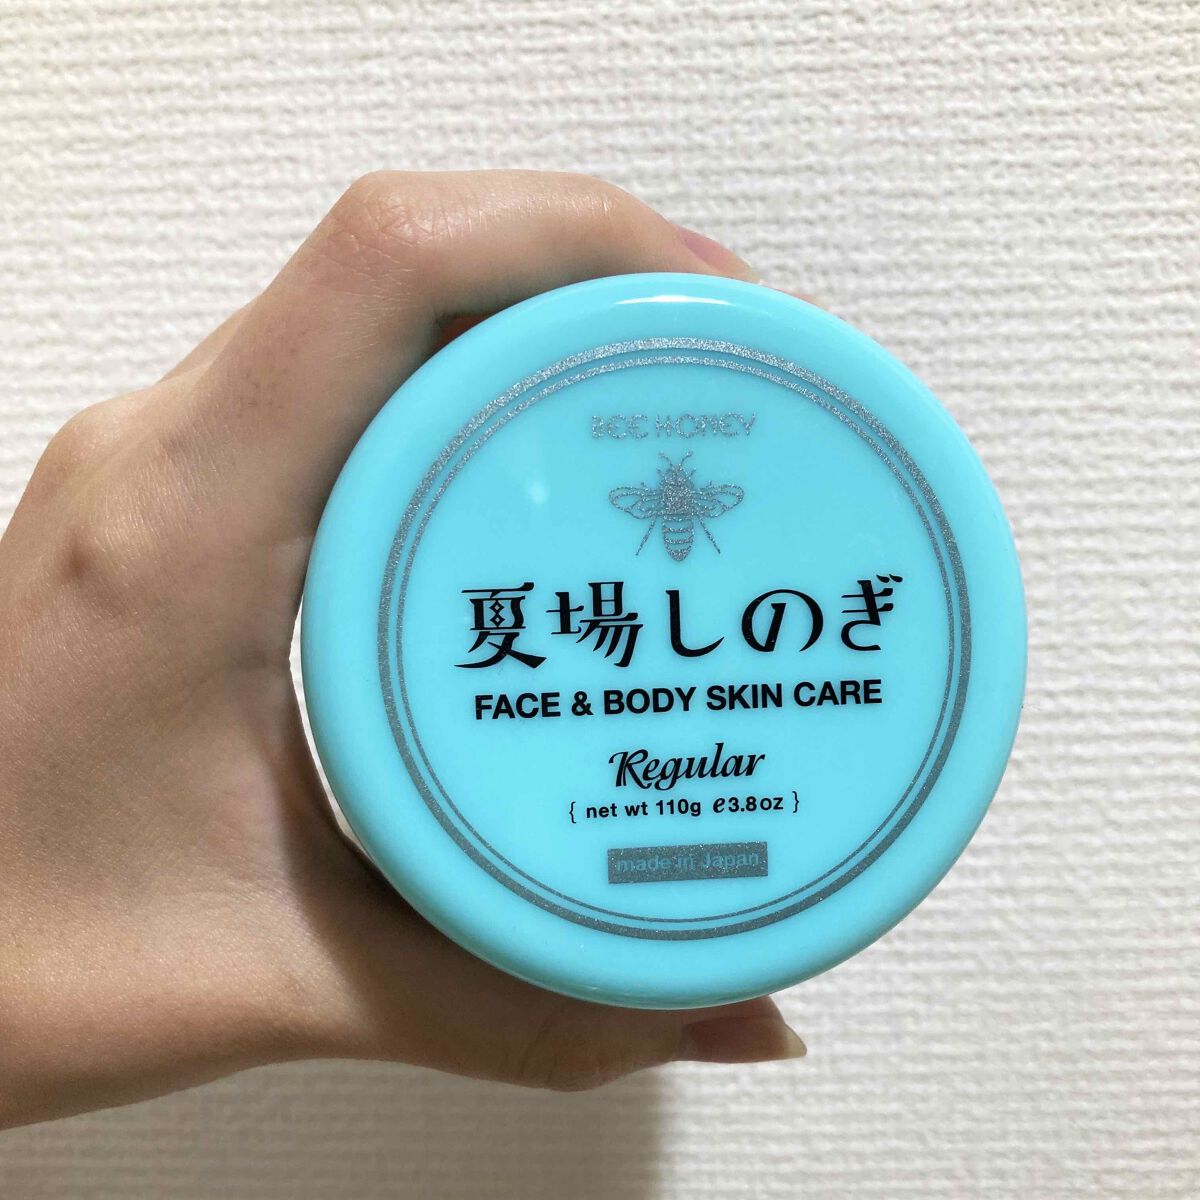 BEE HONEY
夏場しのぎ
FACE & BODY SKIN CARE
Regular
{ net wt 110g e3.8oz }
made in Japan